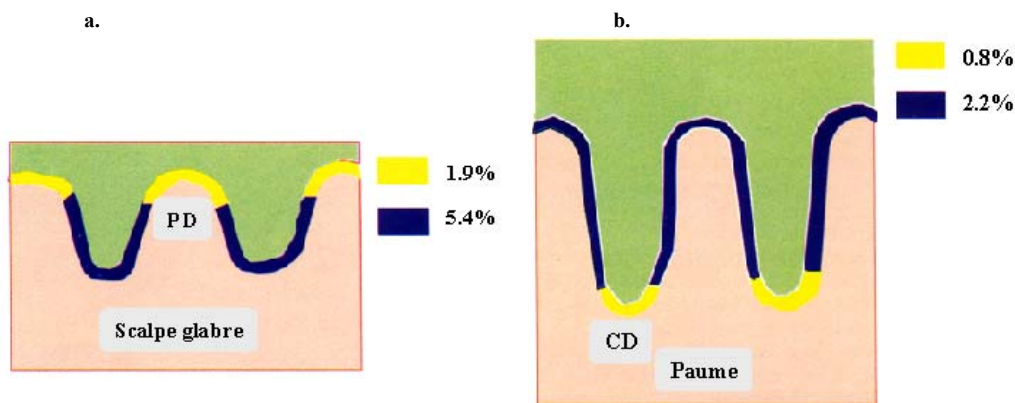 a.
1.9%
5.4%
PD
Scalpe glabre
b.
0.8%
2.2%
CD
Paume